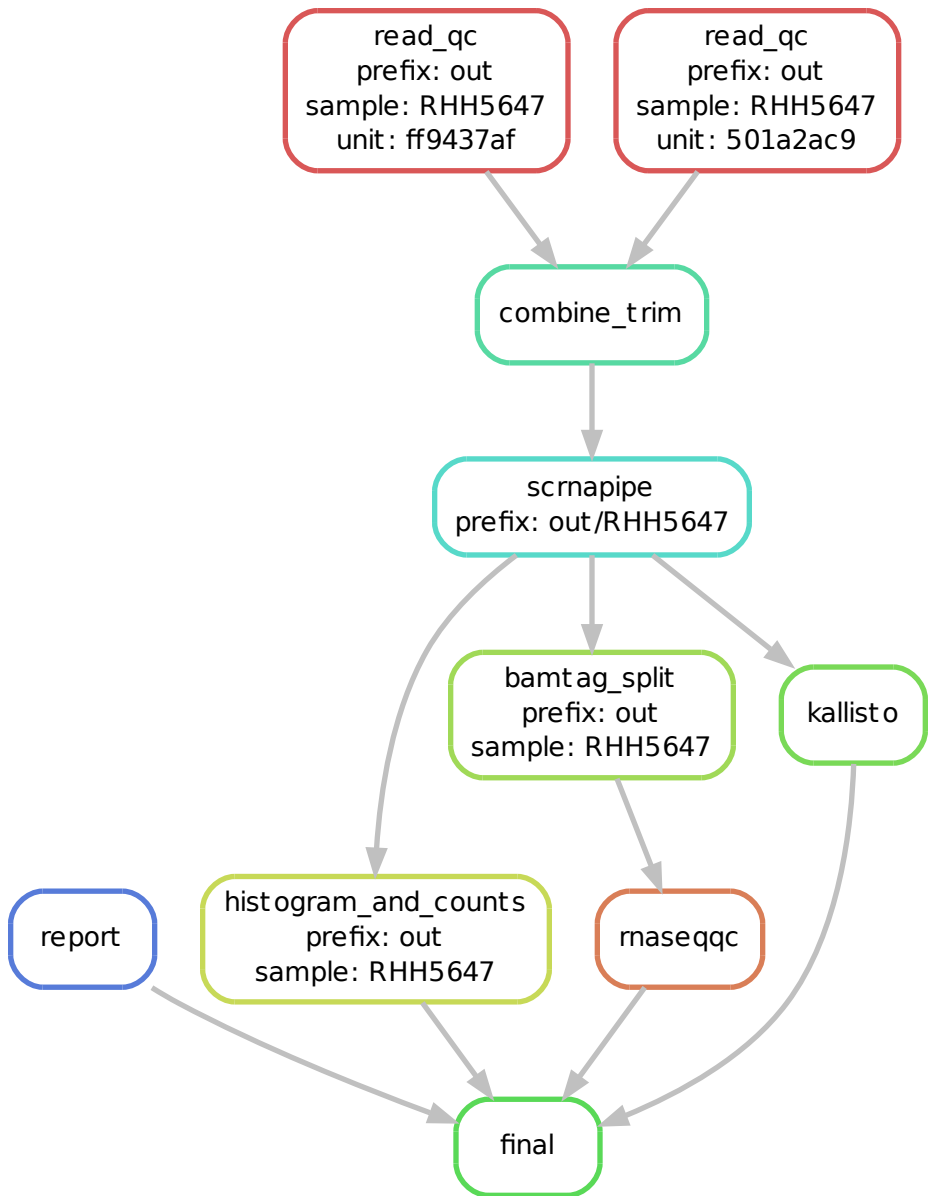 read_qc
prefix: out
sample: RHH5647
unit: ff9437af
read_qc
prefix: out
sample: RHH5647
unit: 501a2ac9
combine_trim
scrnapipe
prefix: out/RHH5647
bamtag_split
prefix: out
sample: RHH5647
kallisto
report
histogram_and_counts
prefix: out
sample: RHH5647
rnaseqqc
final